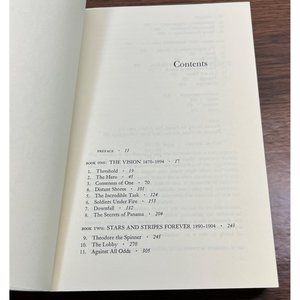 Contents
PREFACE • 11
BOOK ONE: THE VISION 1870–1894 • 17
1. Threshold • 19
2. The Hero • 45
3. Consensus of One • 70
4. Distant Shores • 101
5. The Incredible Task • 124
6. Soldiers Under Fire • 153
7. Downfall • 182
8. The Secrets of Panama • 204
BOOK TWO: STARS AND STRIPES FOREVER 1890–1904 • 243
9. Theodore the Spinner • 245
10. The Lobby • 270
11. Against All Odds • 305